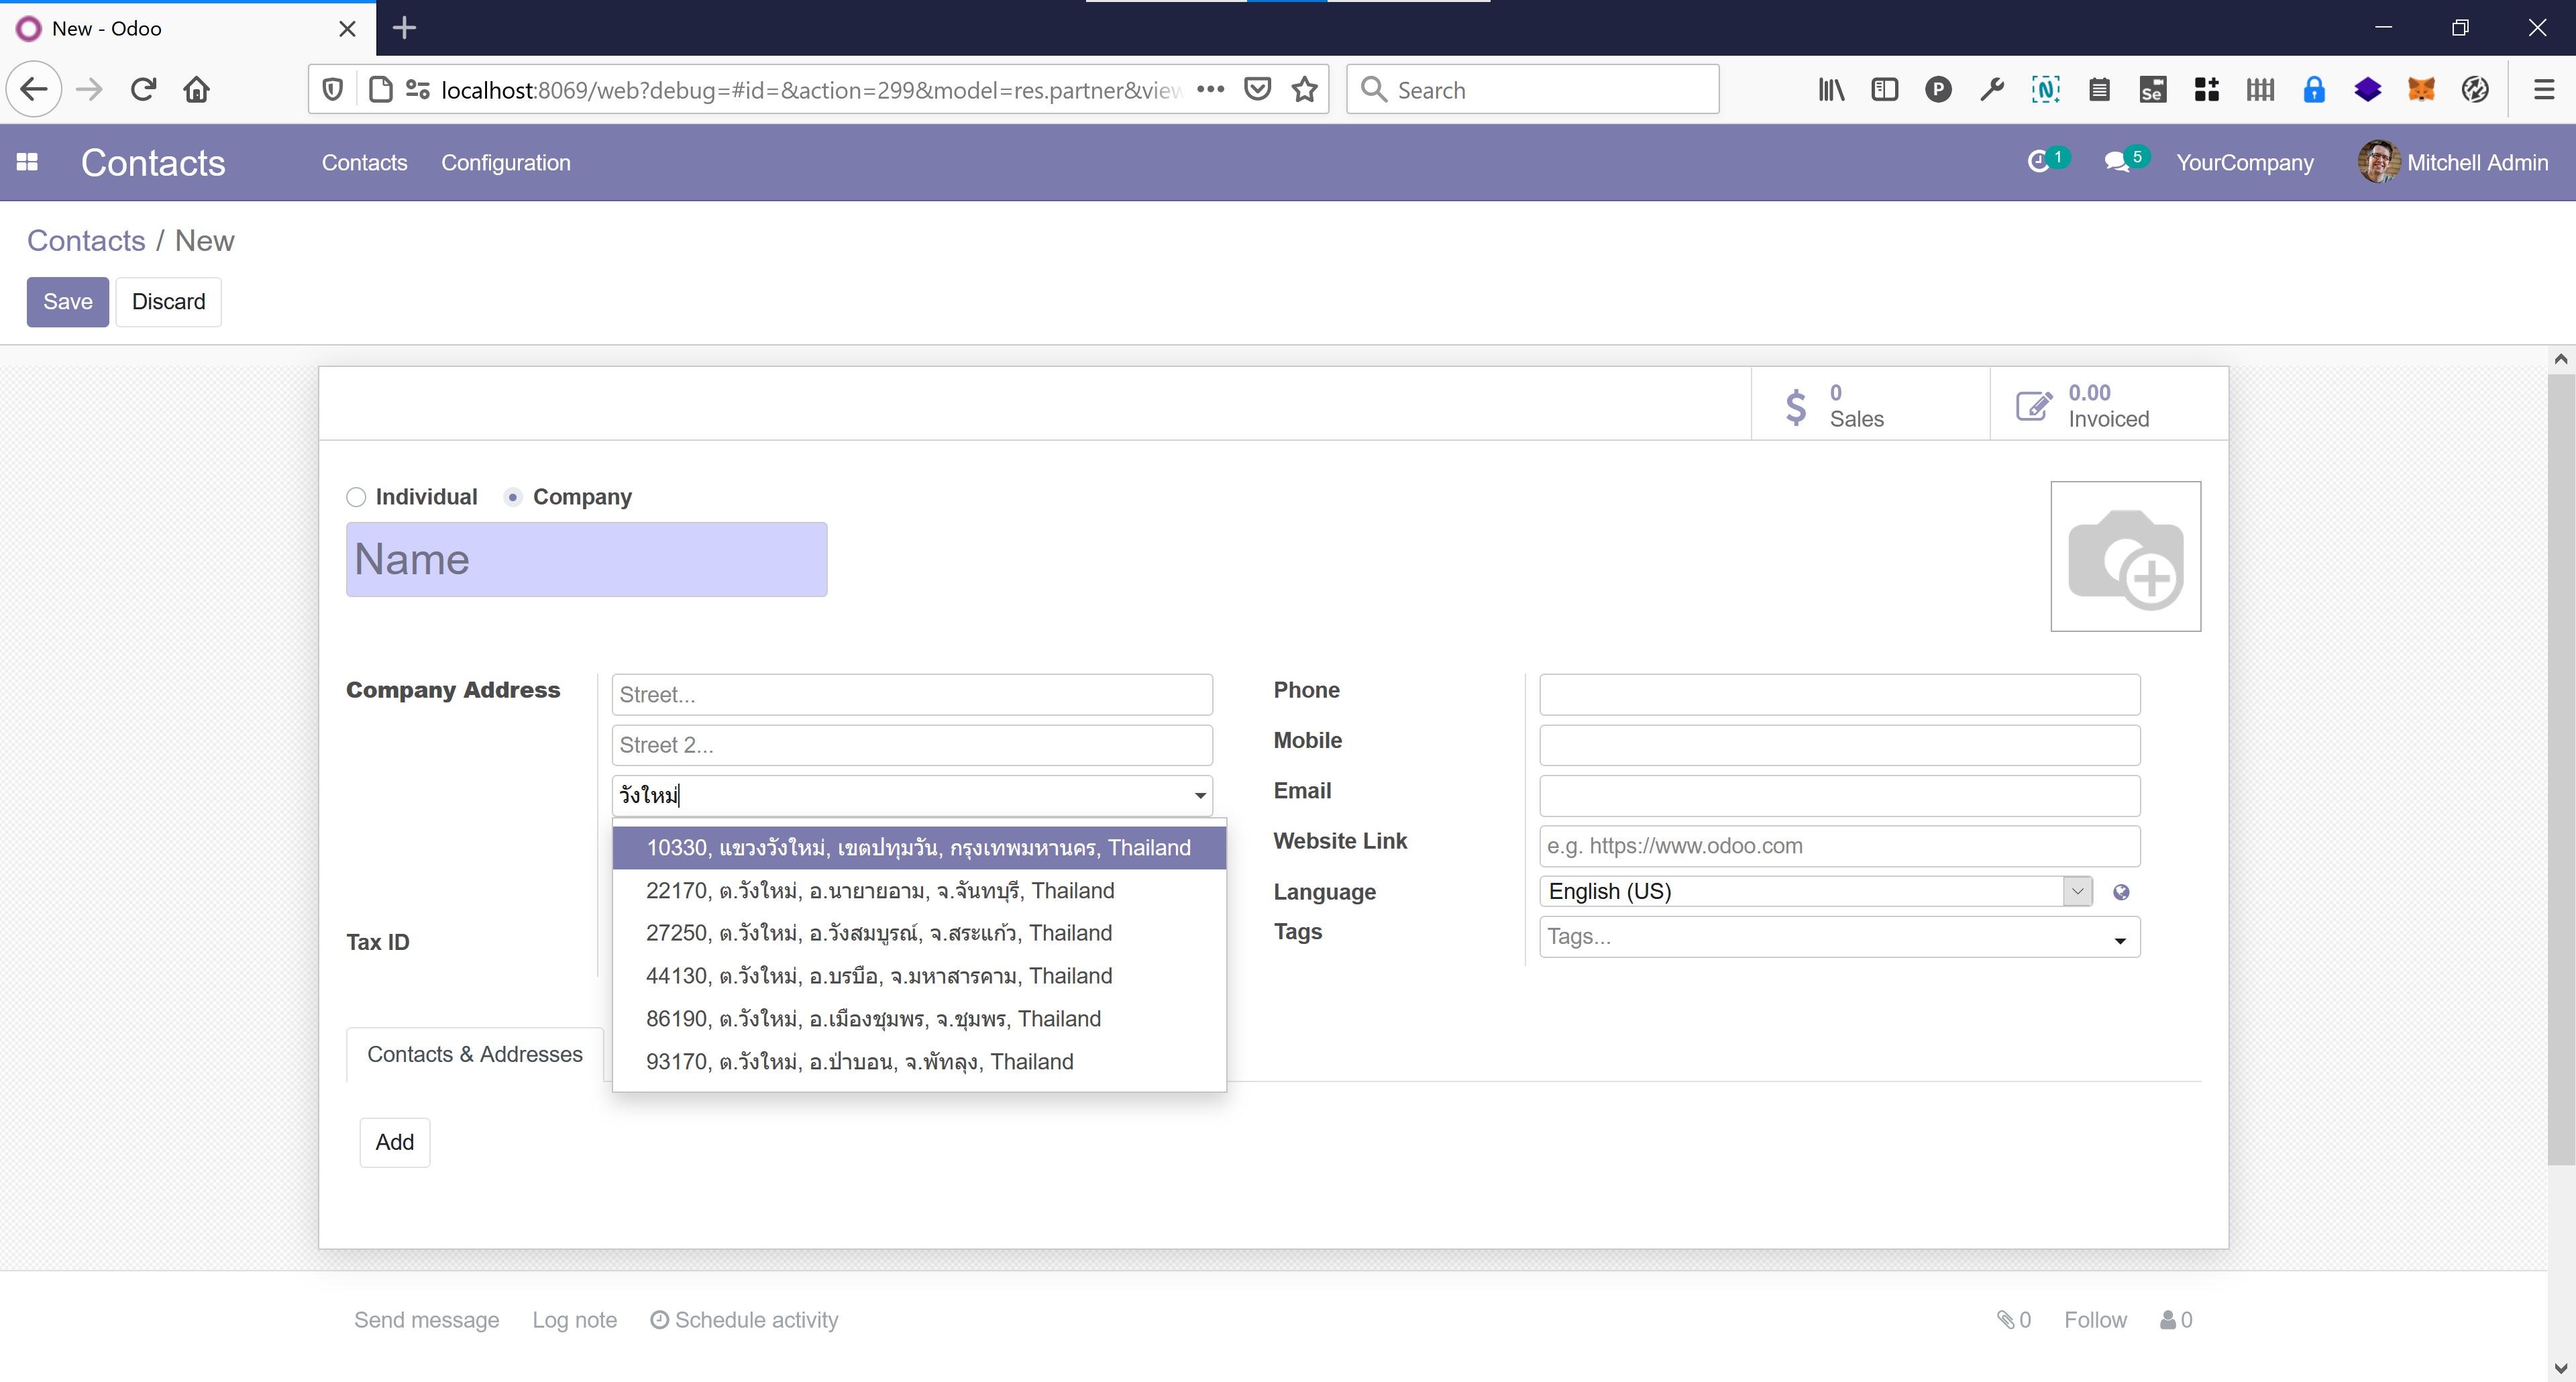 New - Odoo
localhost:8069/web?debug=#id=&action=299&model=res.partner&view
Search
Contacts
Contacts
Configuration
1
5
YourCompany
Mitchell Admin
Contacts / New
Save
Discard
0
Sales
0.00
Invoiced
Individual
Company
Name
Company Address
Street...
Street 2...
วังใหม่
10330, แขวงวังใหม่, เขตปทุมวัน, กรุงเทพมหานคร, Thailand
22170, ต.วังใหม่, อ.นายายอาม, จ.จันทบุรี, Thailand
27250, ต.วังใหม่, อ.วังสมบูรณ์, จ.สระแก้ว, Thailand
44130, ต.วังใหม่, อ.บรบือ, จ.มหาสารคาม, Thailand
86190, ต.วังใหม่, อ.เมืองชุมพร, จ.ชุมพร, Thailand
93170, ต.วังใหม่, อ.ป่าบอน, จ.พัทลุง, Thailand
Tax ID
Phone
Mobile
Email
Website Link
e.g. https://www.odoo.com
Language
English (US)
Tags
Tags...
Contacts & Addresses
Add
Send message
Log note
Schedule activity
0
Follow
0